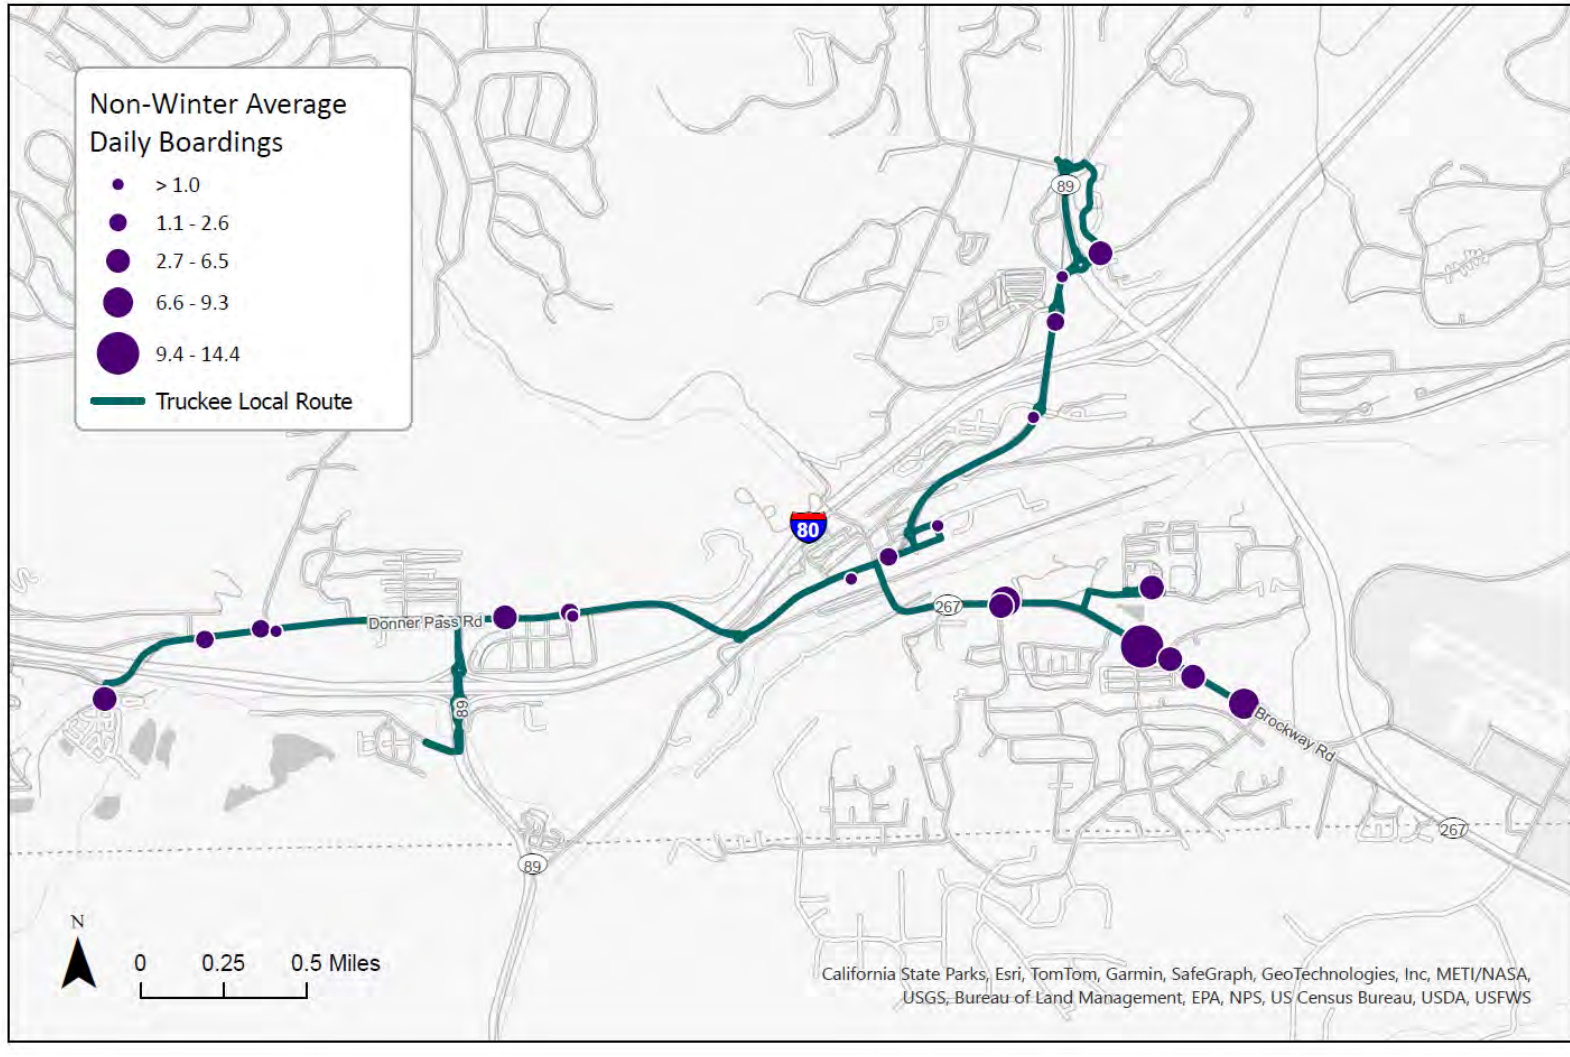 Non-Winter Average
Daily Boardings
> 1.0
1.1 - 2.6
2.7 - 6.5
6.6 - 9.3
9.4 - 14.4
Truckee Local Route
89
80
267
Donner Pass Rd
89
Brockway Rd
267
89
N
0 0.25 0.5 Miles
California State Parks, Esri, TomTom, Garmin, SafeGraph, GeoTechnologies, Inc, METI/NASA,
USGS, Bureau of Land Management, EPA, NPS, US Census Bureau, USDA, USFWS